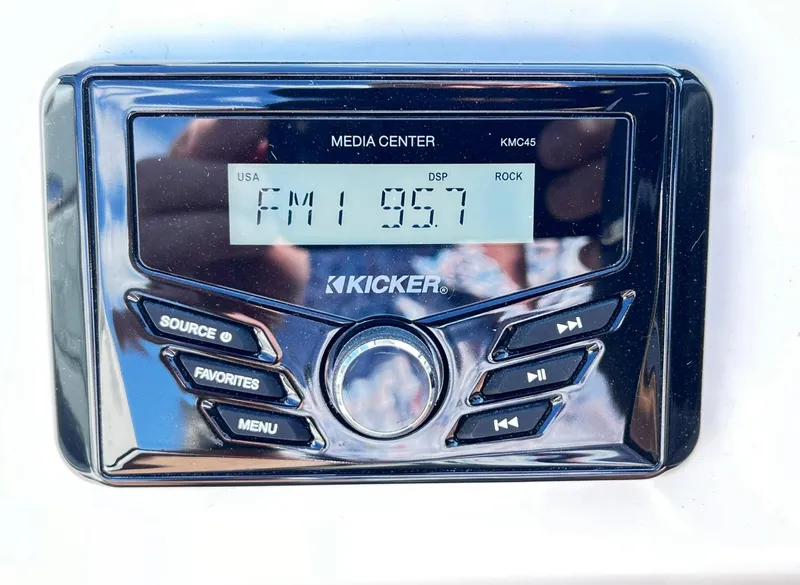 MEDIA CENTER KMC45
USA DSP ROCK
FM1 95.7
KICKER®
SOURCE
FAVORITES
MENU